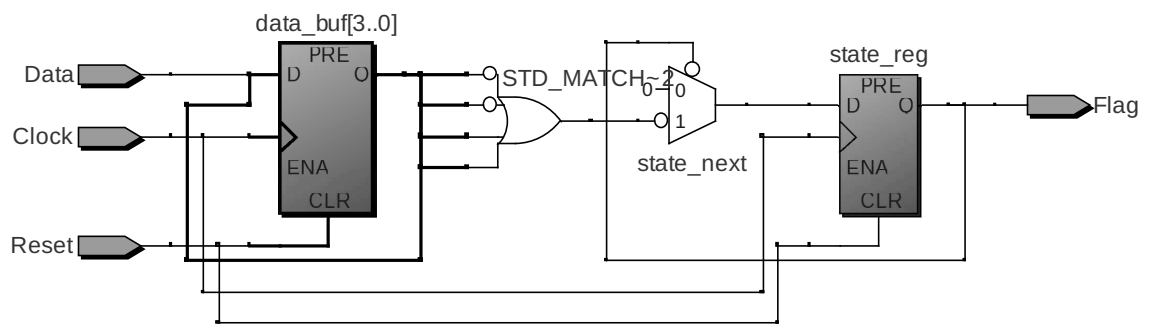 data_buf[3..0]
PRE
Data
D
Q
Clock
ENA
CLR
Reset
STD_MATCH~2
0
0
1
state_next
state_reg
PRE
D
Q
ENA
CLR
Flag